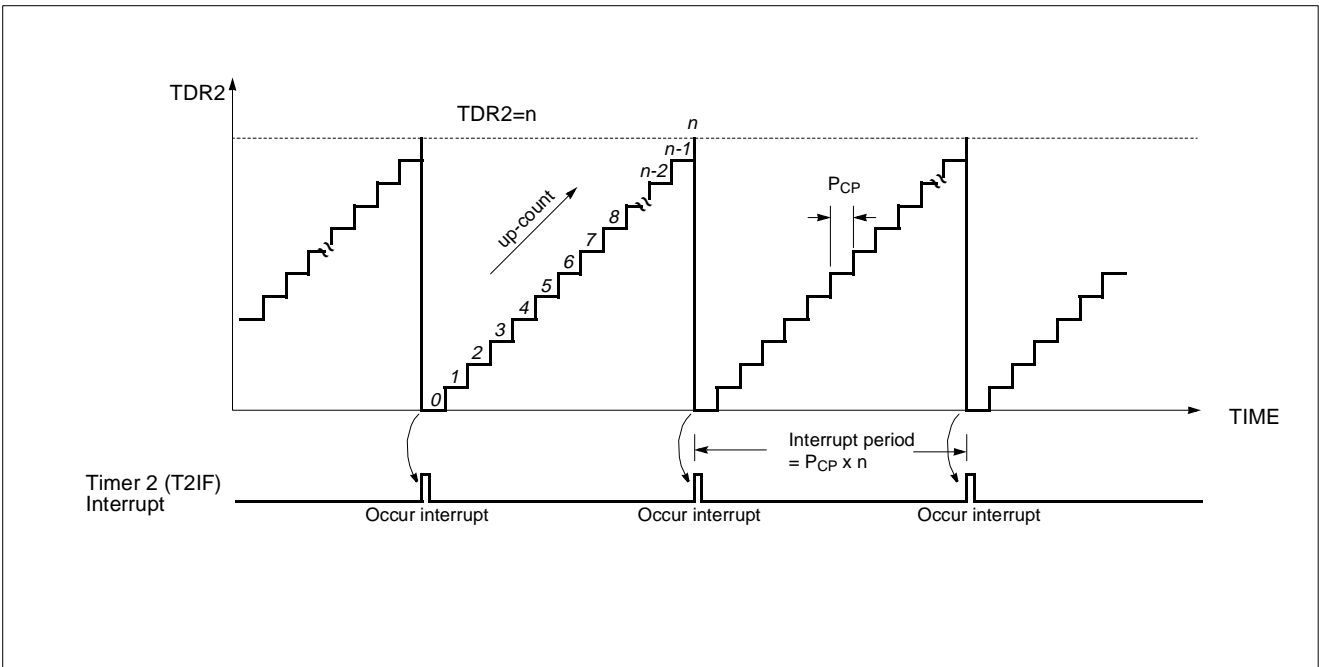 TDR2
TDR2=n
n
n-1
n-2
8
7
6
5
4
3
2
1
0
up-count
PCP
TIME
Interrupt period
= PCP x n
Timer 2 (T2IF)
Interrupt
Occur interrupt
Occur interrupt
Occur interrupt